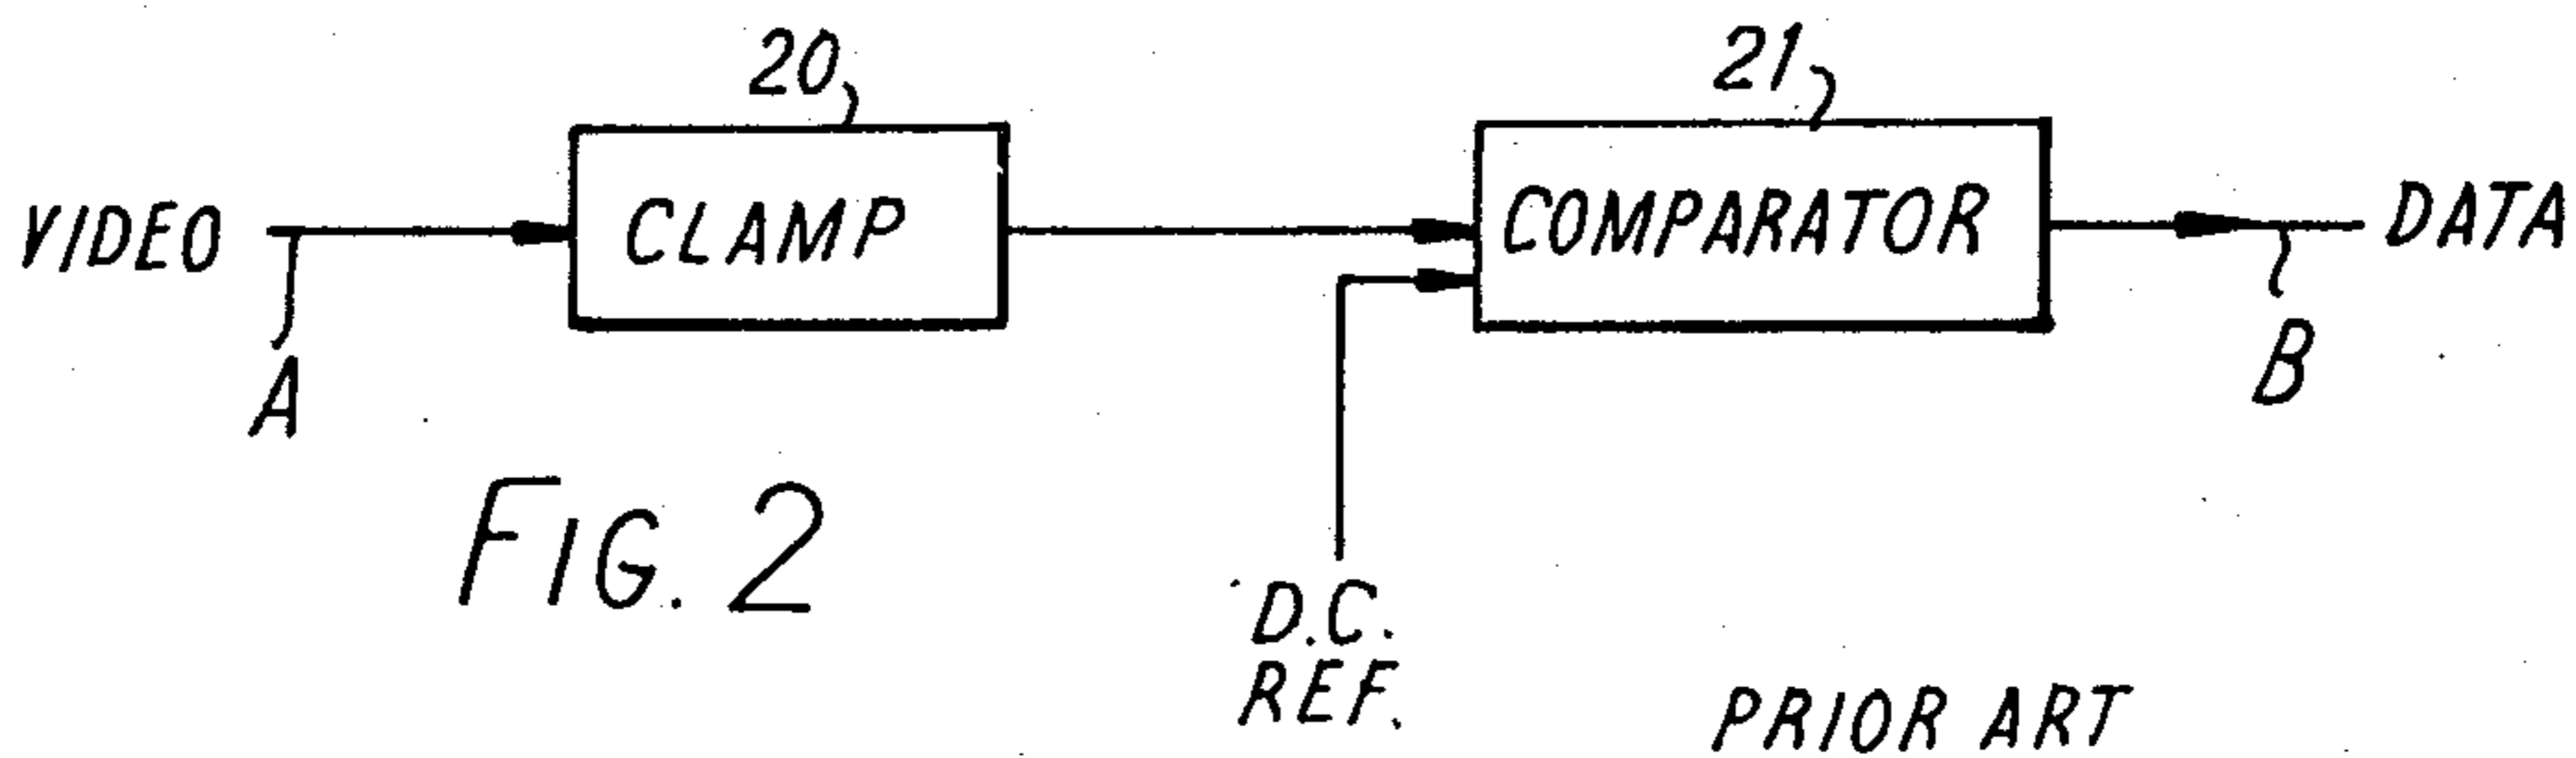 20
21
VIDEO
CLAMP
COMPARATOR
DATA
A
B
FIG. 2
D.C.
REF.
PRIOR ART